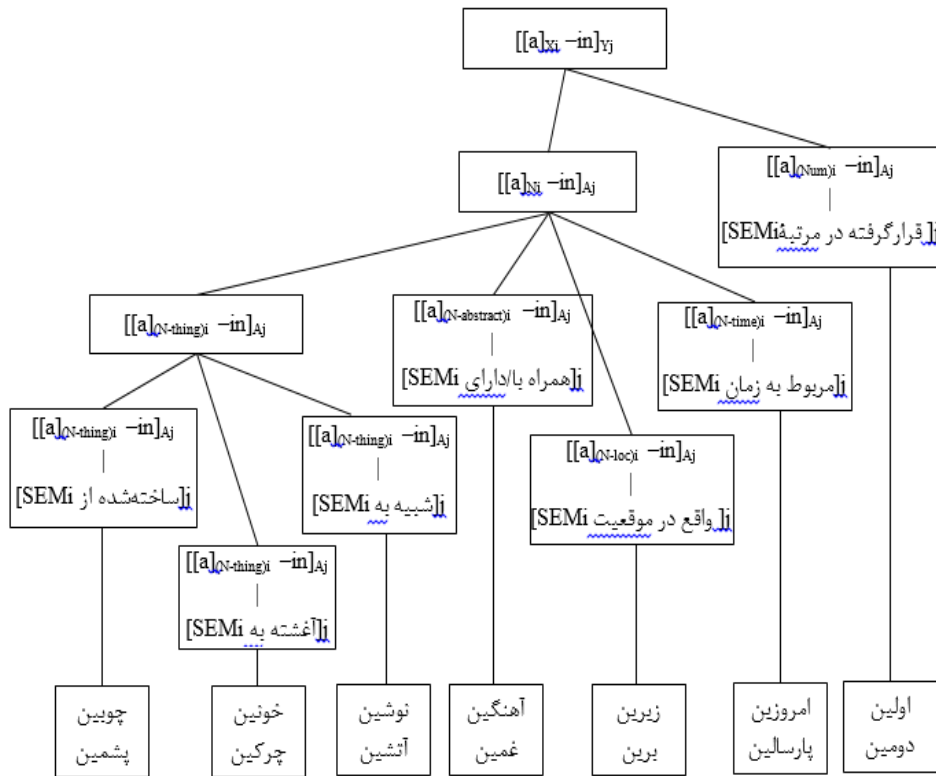 [[a]Xi –in]Yj
[[a]Ni –in]Aj
[[a](Num)i –in]Aj
|
[SEMiقرارگرفته در مرتبۀ]j
[[a](N-thing)i –in]Aj
[[a](N-abstract)i –in]Aj
|
[SEMi همراه با/دارای]j
[[a](N-time)i –in]Aj
|
[SEMi مربوط به زمان]j
[[a](N-thing)i –in]Aj
|
[SEMi ساخته‌شده از]j
[[a](N-thing)i –in]Aj
|
[SEMi شبیه به]j
[[a](N-loc)i –in]Aj
|
[SEMi واقع در موقعیت]j
[[a](N-thing)i –in]Aj
|
[SEMi آغشته به]j
چوبین
پشمین
خونین
چرکین
نوشین
آتشین
آهنگین
غمین
زیرین
برین
امروزین
پارسالین
اولین
دومین